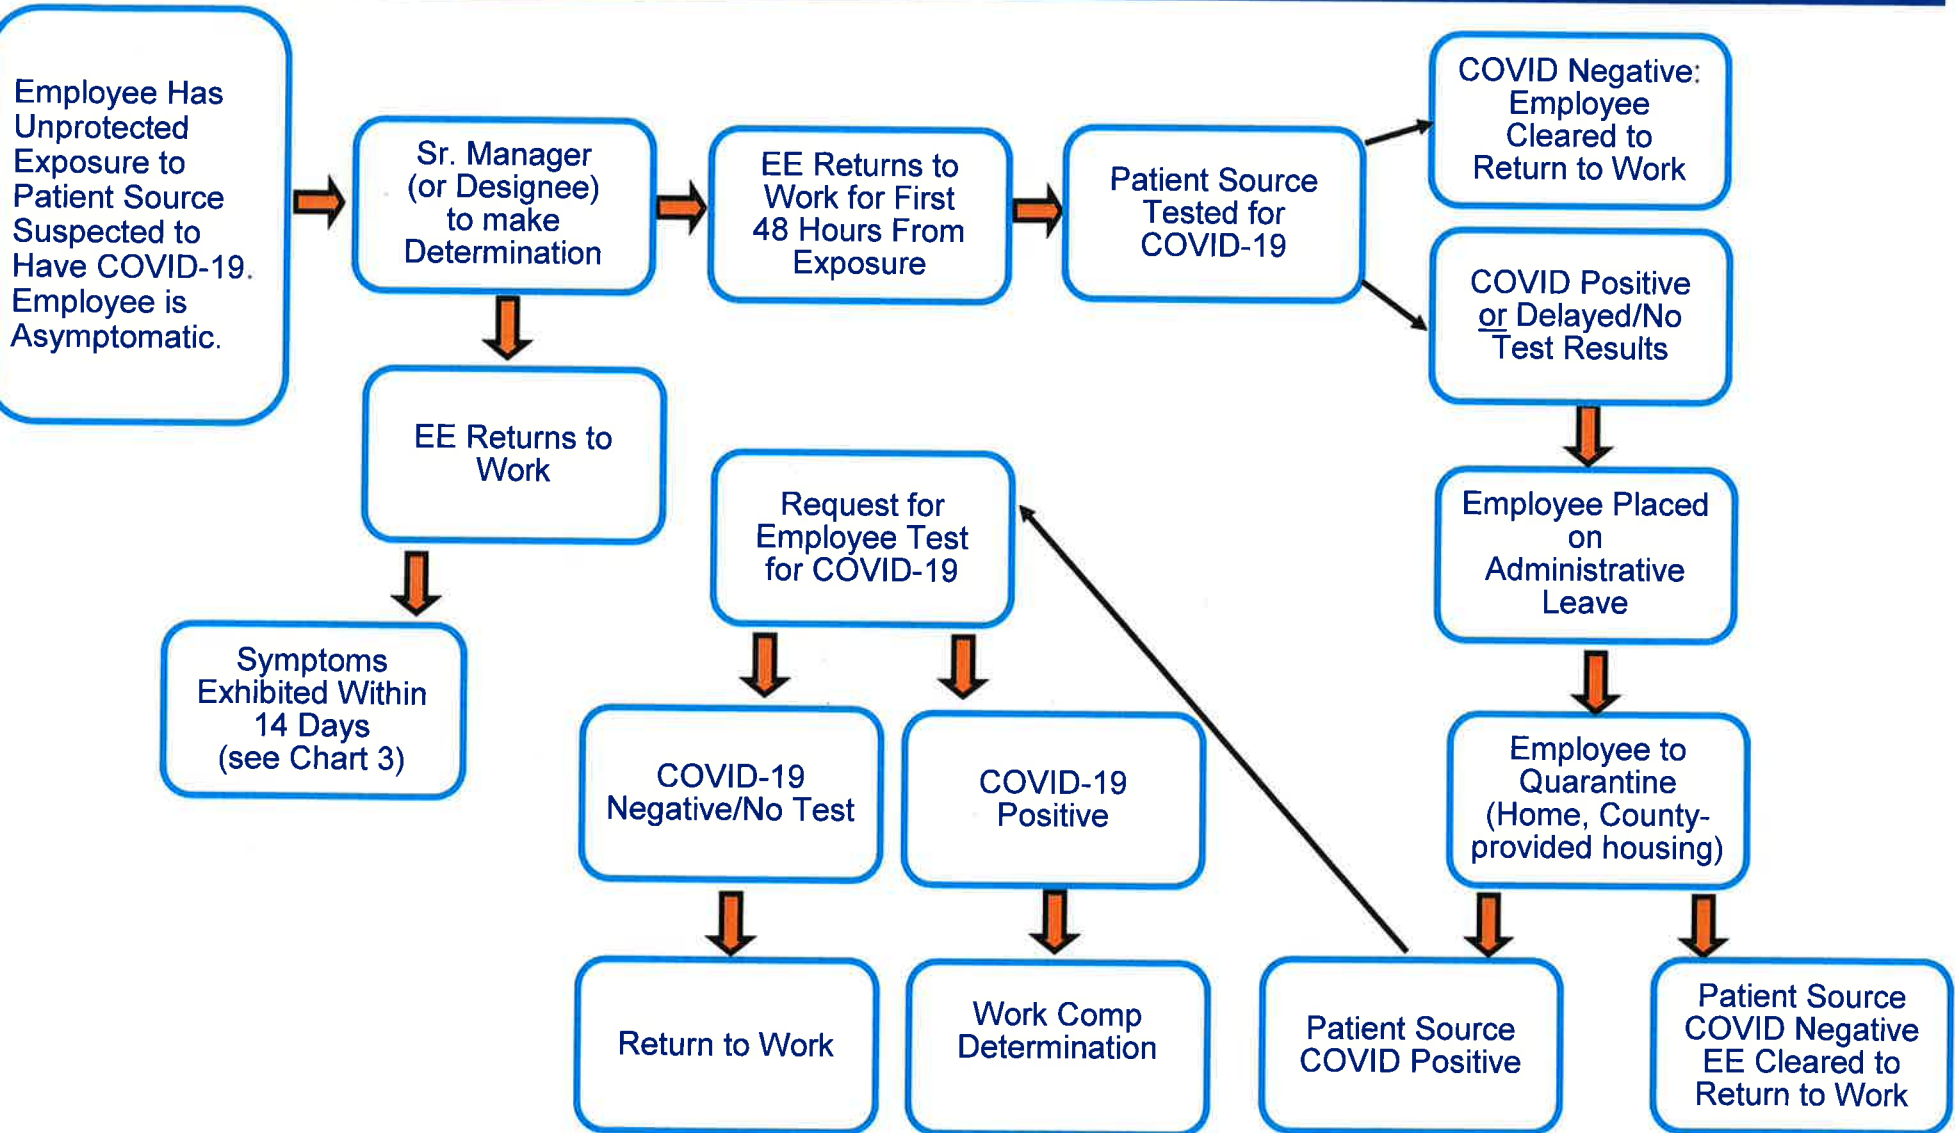 Employee Has
Unprotected
Exposure to
Patient Source
Suspected to
Have COVID-19.
Employee is
Asymptomatic.
Sr. Manager
(or Designee)
to make
Determination
EE Returns to
Work for First
48 Hours From
Exposure
Patient Source
Tested for
COVID-19
COVID Negative:
Employee
Cleared to
Return to Work
COVID Positive
or Delayed/No
Test Results
EE Returns to
Work
Request for
Employee Test
for COVID-19
Employee Placed
on
Administrative
Leave
Symptoms
Exhibited Within
14 Days
(see Chart 3)
COVID-19
Negative/No Test
COVID-19
Positive
Employee to
Quarantine
(Home, County-
provided housing)
Return to Work
Work Comp
Determination
Patient Source
COVID Positive
Patient Source
COVID Negative
EE Cleared to
Return to Work